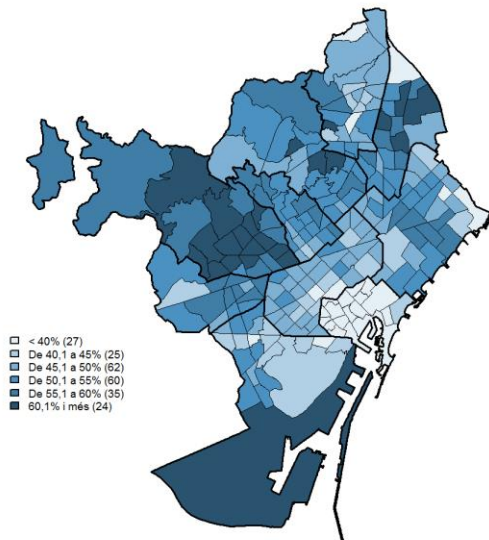 < 40% (27)
De 40,1 a 45% (25)
De 45,1 a 50% (62)
De 50,1 a 55% (60)
De 55,1 a 60% (35)
60,1% i més (24)